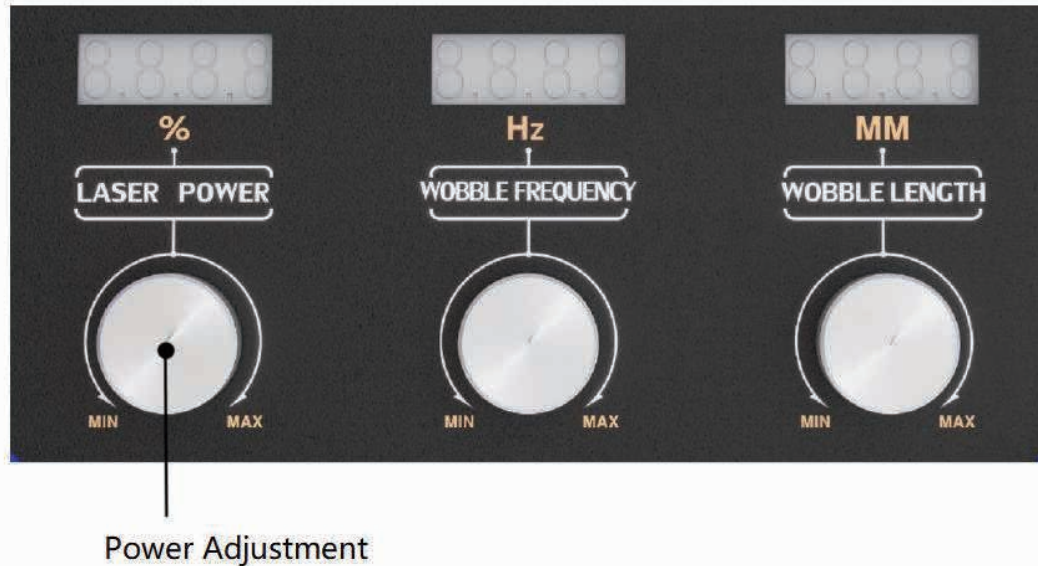 % Hz MM
LASER POWER WOBBLE FREQUENCY WOBBLE LENGTH
MIN MAX MIN MAX MIN MAX
Power Adjustment